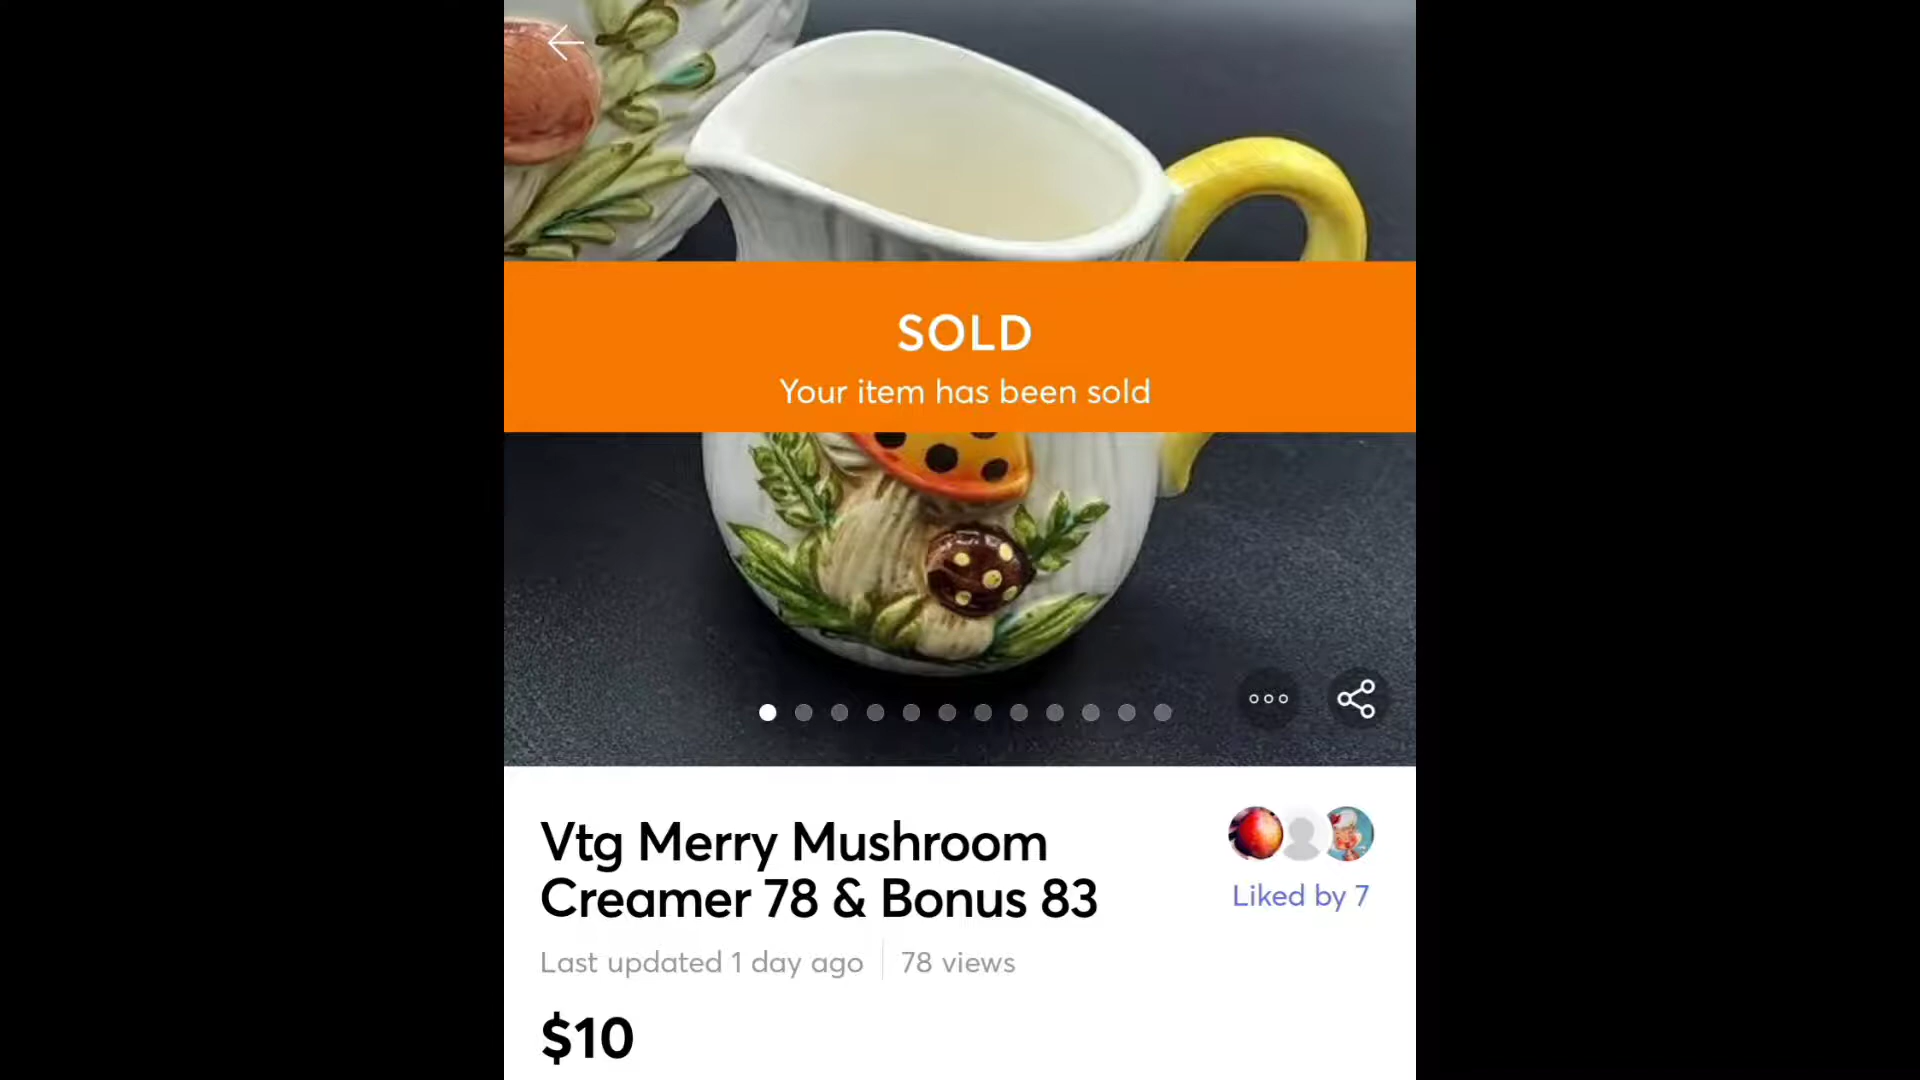 SOLD
Your item has been sold
Vtg Merry Mushroom
Creamer 78 & Bonus 83
Liked by 7
Last updated 1 day ago
78 views
$10